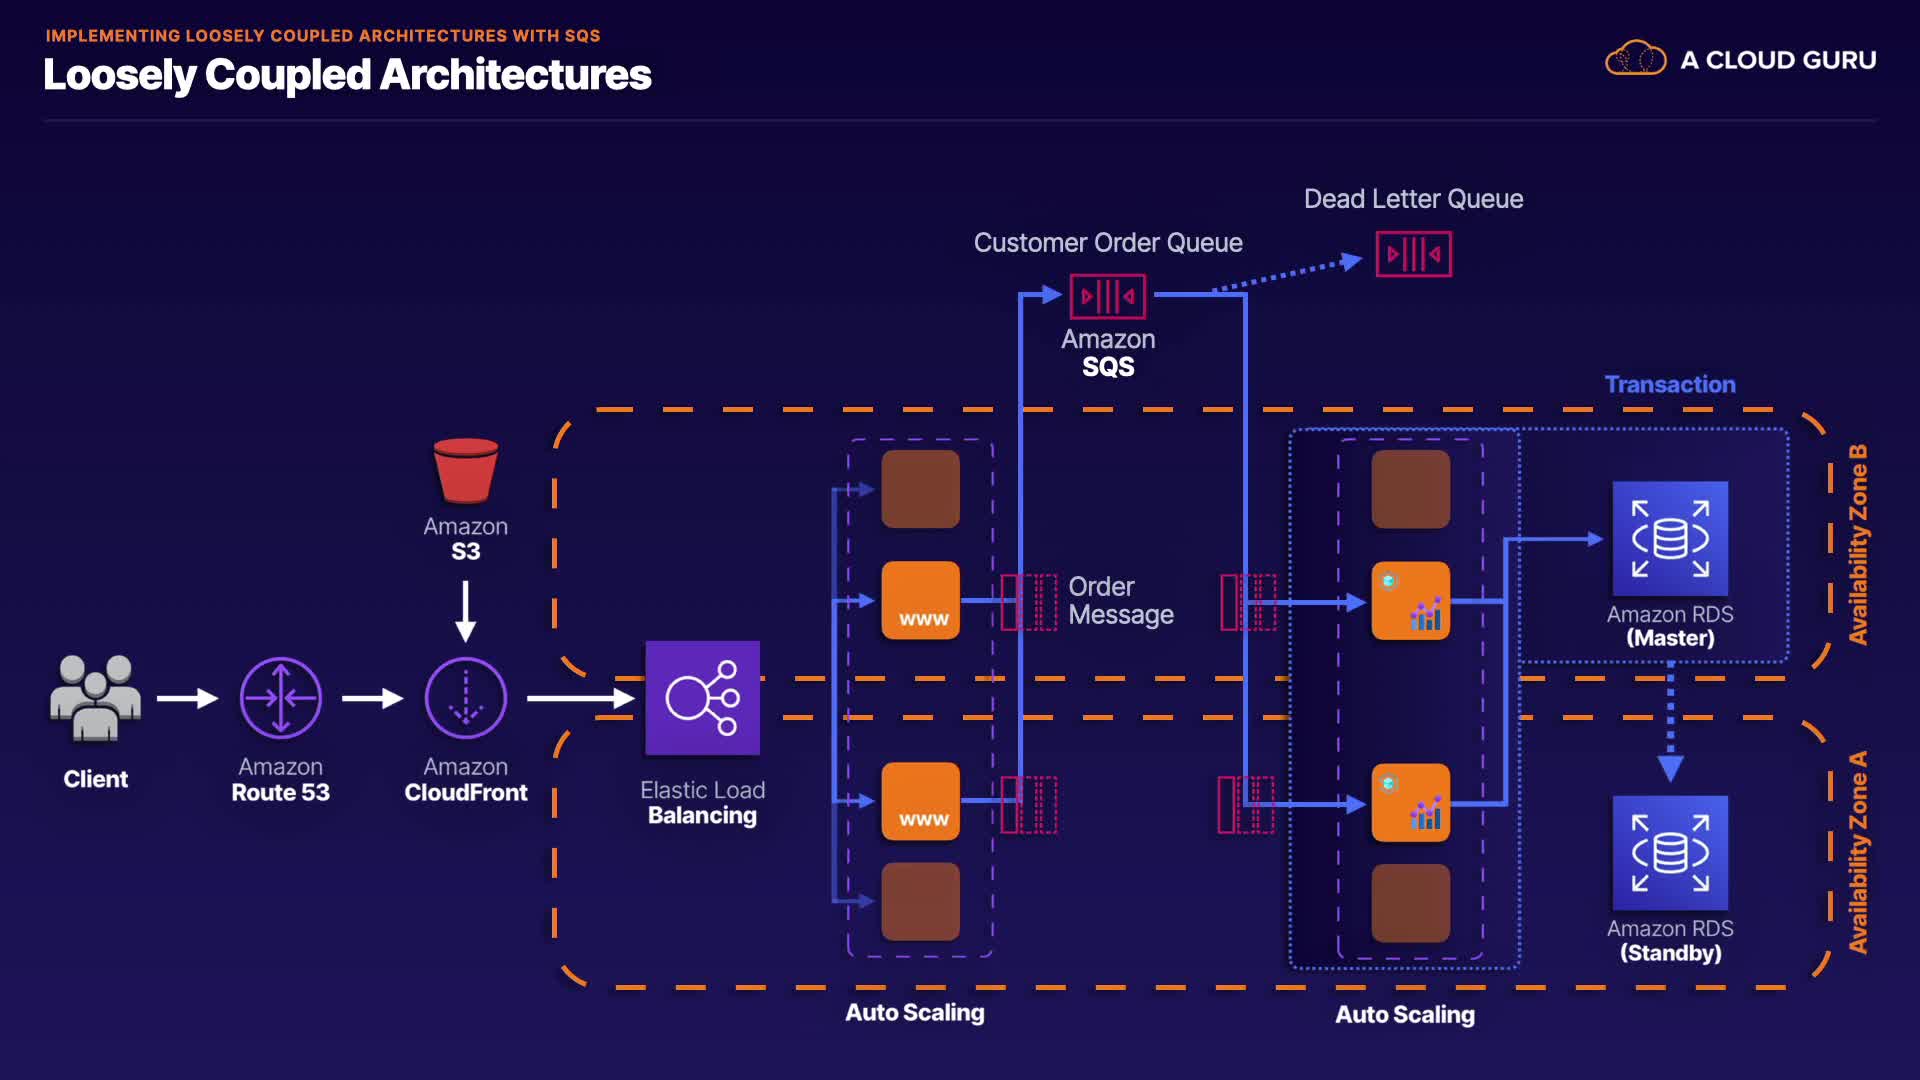 IMPLEMENTING LOOSELY COUPLED ARCHITECTURES WITH SQS
Loosely Coupled Architectures
A CLOUD GURU
Dead Letter Queue
Customer Order Queue
Amazon
SQS
Transaction
Amazon
S3
Client
Amazon
Route 53
Amazon
CloudFront
Elastic Load
Balancing
www
www
Order
Message
Amazon RDS
(Master)
Amazon RDS
(Standby)
Availability Zone B
Availability Zone A
Auto Scaling
Auto Scaling